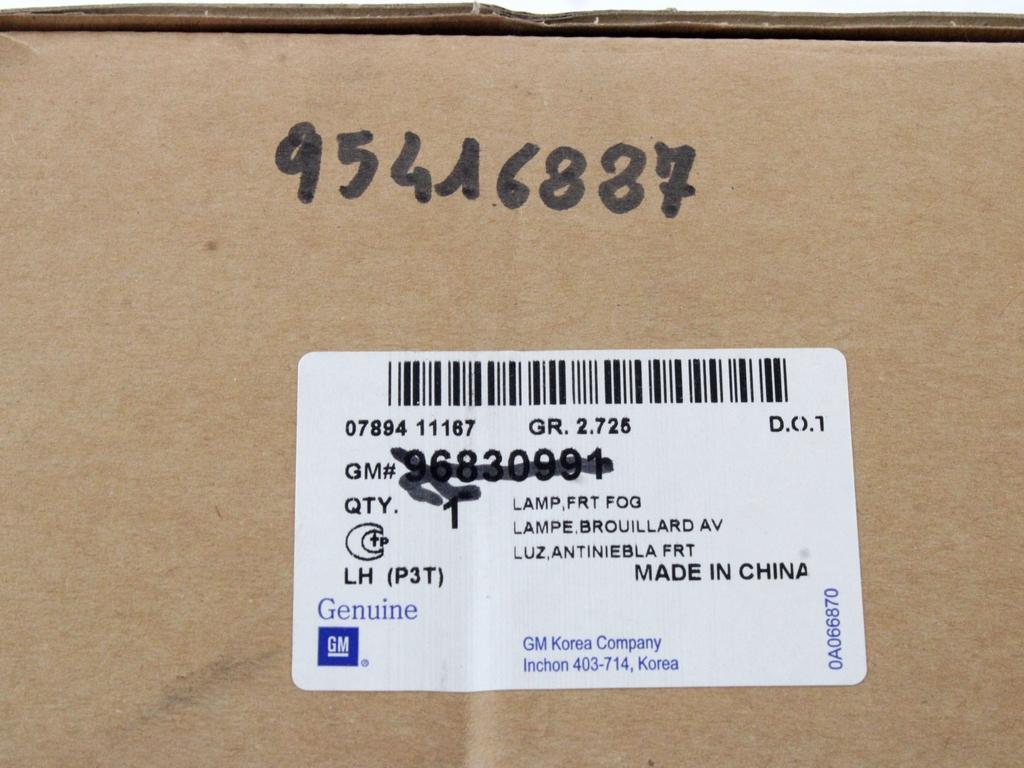 95416887
07894 11167 GR. 2.725 D.O.T
GM# 96830991
QTY. 1
LAMP,FRT FOG
LAMPE,BROUILLARD AV
LUZ,ANTINIEBLA FRT
LH (P3T)
MADE IN CHINA
Genuine
GM
GM Korea Company
Inchon 403-714, Korea
0A066870